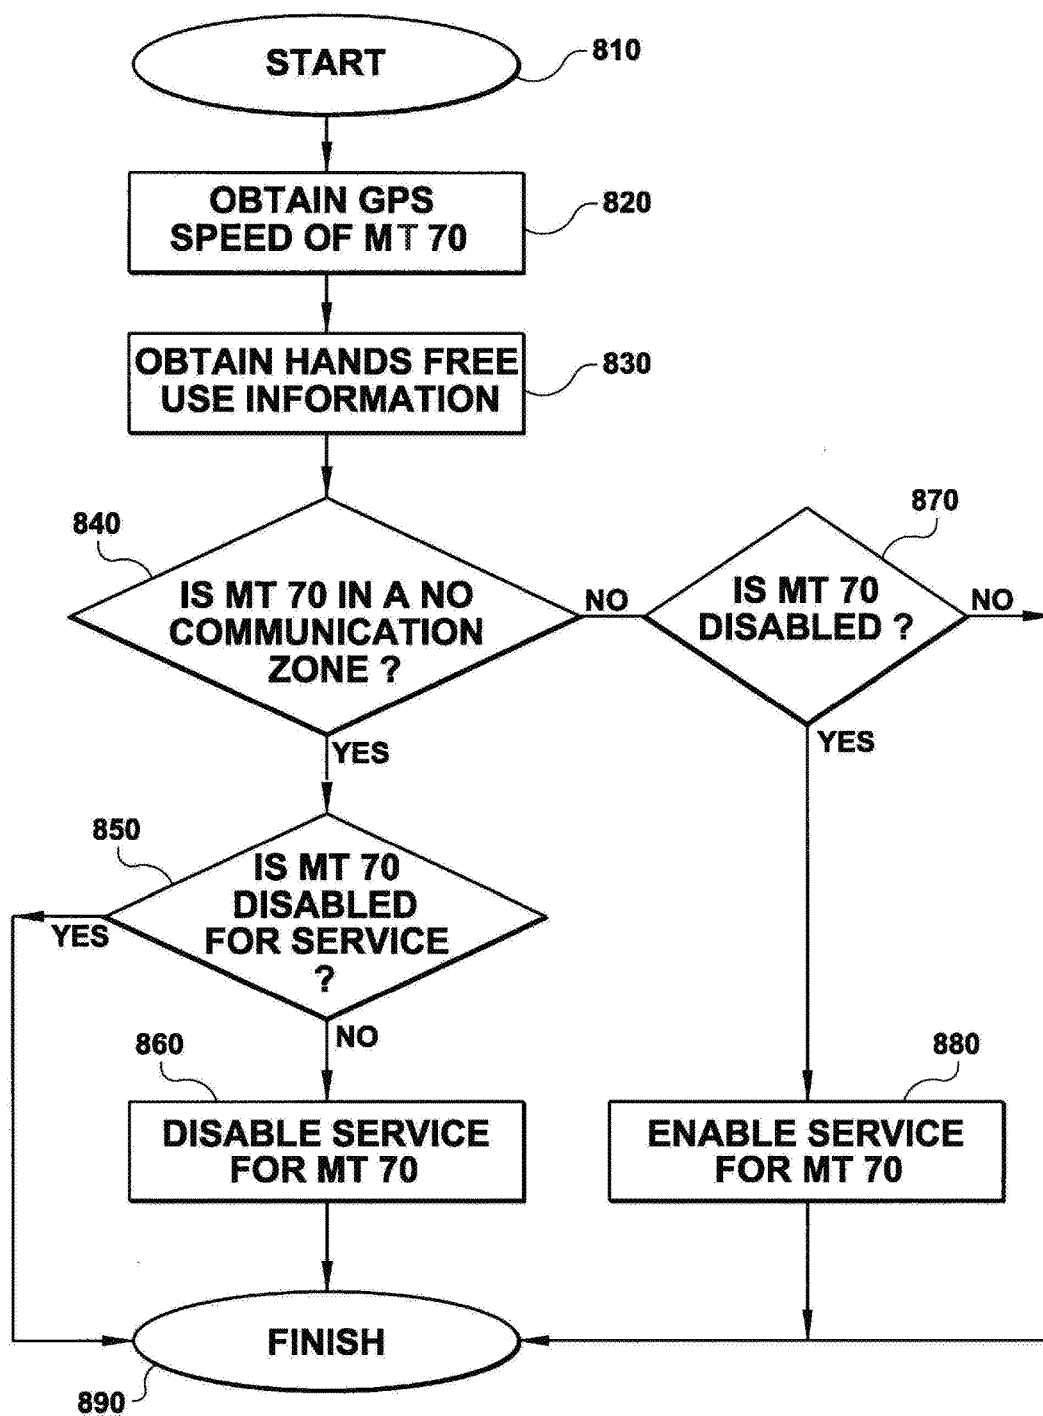 START
810
OBTAIN GPS
SPEED OF MT 70
820
OBTAIN HANDS FREE
USE INFORMATION
830
840
IS MT 70 IN A NO
COMMUNICATION
ZONE ?
NO
870
IS MT 70
DISABLED ?
NO
YES
YES
850
IS MT 70
DISABLED
FOR SERVICE
?
YES
NO
860
DISABLE SERVICE
FOR MT 70
880
ENABLE SERVICE
FOR MT 70
FINISH
890